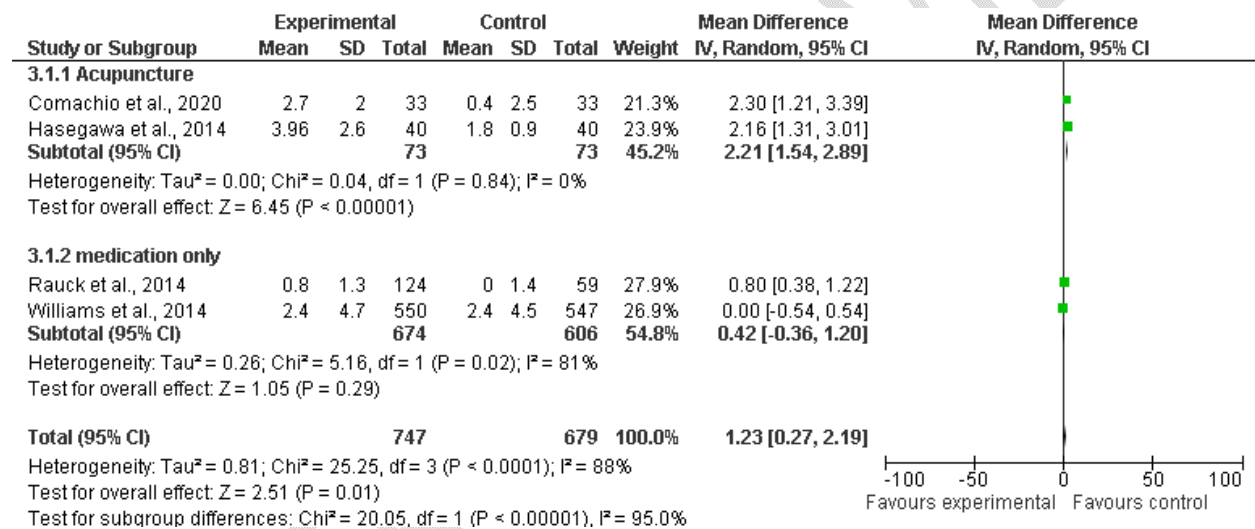 Experimental Control Mean Difference Mean Difference
Study or Subgroup Mean SD Total Mean SD Total Weight IV, Random, 95% CI IV, Random, 95% CI
3.1.1 Acupuncture
Comachio et al., 2020 2.7 2 33 0.4 2.5 33 21.3% 2.30 [1.21, 3.39]
Hasegawa et al., 2014 3.96 2.6 40 1.8 0.9 40 23.9% 2.16 [1.31, 3.01]
Subtotal (95% CI) 73 73 45.2% 2.21 [1.54, 2.89]
Heterogeneity: Tau² = 0.00; Chi² = 0.04, df = 1 (P = 0.84); I² = 0%
Test for overall effect: Z = 6.45 (P < 0.00001)
3.1.2 medication only
Rauck et al., 2014 0.8 1.3 124 0 1.4 59 27.9% 0.80 [0.38, 1.22]
Williams et al., 2014 2.4 4.7 550 2.4 4.5 547 26.9% 0.00 [-0.54, 0.54]
Subtotal (95% CI) 674 606 54.8% 0.42 [-0.36, 1.20]
Heterogeneity: Tau² = 0.26; Chi² = 5.16, df = 1 (P = 0.02); I² = 81%
Test for overall effect: Z = 1.05 (P = 0.29)
Total (95% CI) 747 679 100.0% 1.23 [0.27, 2.19]
Heterogeneity: Tau² = 0.81; Chi² = 25.25, df = 3 (P < 0.0001); I² = 88%
Test for overall effect: Z = 2.51 (P = 0.01)
Test for subgroup differences: Chi² = 20.05, df = 1 (P < 0.00001), I² = 95.0%
-100 -50 0 50 100
Favours experimental Favours control